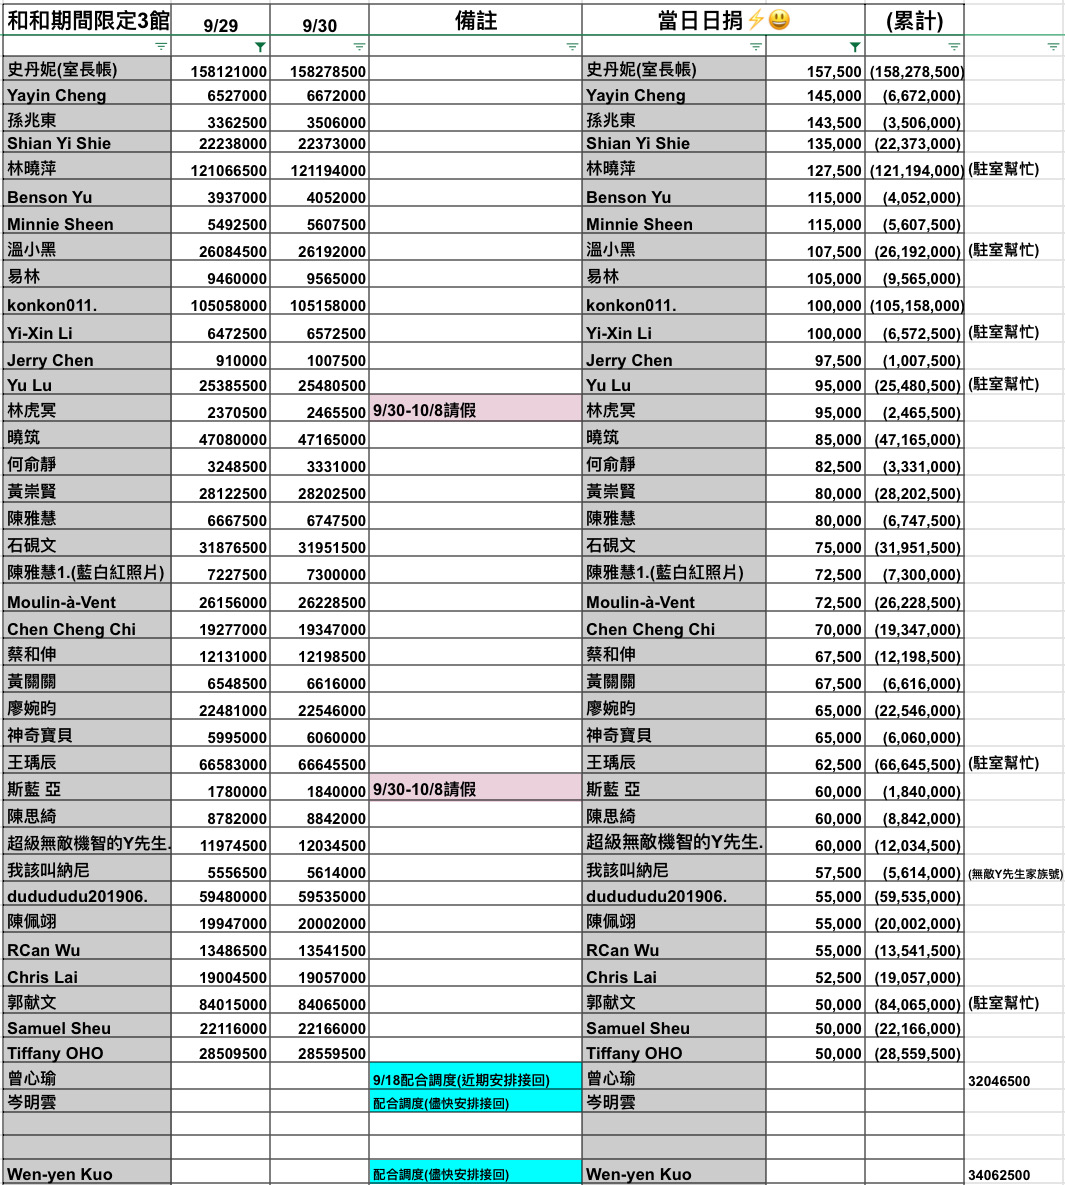 和和期間限定3館 9/29 9/30 備註 當日日捐⚡😃 (累計)
史丹妮(室長帳) 158121000 158278500 史丹妮(室長帳) 157,500 (158,278,500)
Yayin Cheng 6527000 6672000 Yayin Cheng 145,000 (6,672,000)
孫兆東 3362500 3506000 孫兆東 143,500 (3,506,000)
Shian Yi Shie 22238000 22373000 Shian Yi Shie 135,000 (22,373,000)
林曉萍 121066500 121194000 林曉萍 127,500 (121,194,000) (駐室幫忙)
Benson Yu 3937000 4052000 Benson Yu 115,000 (4,052,000)
Minnie Sheen 5492500 5607500 Minnie Sheen 115,000 (5,607,500)
溫小黑 26084500 26192000 溫小黑 107,500 (26,192,000) (駐室幫忙)
易林 9460000 9565000 易林 105,000 (9,565,000)
konkon011. 105058000 105158000 konkon011. 100,000 (105,158,000)
Yi-Xin Li 6472500 6572500 Yi-Xin Li 100,000 (6,572,500) (駐室幫忙)
Jerry Chen 910000 1007500 Jerry Chen 97,500 (1,007,500)
Yu Lu 25385500 25480500 Yu Lu 95,000 (25,480,500) (駐室幫忙)
林虎冥 2370500 2465500 9/30-10/8請假 林虎冥 95,000 (2,465,500)
曉筑 47080000 47165000 曉筑 85,000 (47,165,000)
何俞靜 3248500 3331000 何俞靜 82,500 (3,331,000)
黃崇賢 28122500 28202500 黃崇賢 80,000 (28,202,500)
陳雅慧 6667500 6747500 陳雅慧 80,000 (6,747,500)
石硯文 31876500 31951500 石硯文 75,000 (31,951,500)
陳雅慧1.(藍白紅照片) 7227500 7300000 陳雅慧1.(藍白紅照片) 72,500 (7,300,000)
Moulin-à-Vent 26156000 26228500 Moulin-à-Vent 72,500 (26,228,500)
Chen Cheng Chi 19277000 19347000 Chen Cheng Chi 70,000 (19,347,000)
蔡和伸 12131000 12198500 蔡和伸 67,500 (12,198,500)
黃關關 6548500 6616000 黃關關 67,500 (6,616,000)
廖婉昀 22481000 22546000 廖婉昀 65,000 (22,546,000)
神奇寶貝 5995000 6060000 神奇寶貝 65,000 (6,060,000)
王瑀辰 66583000 66645500 王瑀辰 62,500 (66,645,500) (駐室幫忙)
斯藍 亞 1780000 1840000 9/30-10/8請假 斯藍 亞 60,000 (1,840,000)
陳思綺 8782000 8842000 陳思綺 60,000 (8,842,000)
超級無敵機智的Y先生. 11974500 12034500 超級無敵機智的Y先生. 60,000 (12,034,500)
我該叫納尼 5556500 5614000 我該叫納尼 57,500 (5,614,000) (無敵Y先生家族號)
dudududu201906. 59480000 59535000 dudududu201906. 55,000 (59,535,000)
陳佩翊 19947000 20002000 陳佩翊 55,000 (20,002,000)
RCan Wu 13486500 13541500 RCan Wu 55,000 (13,541,500)
Chris Lai 19004500 19057000 Chris Lai 52,500 (19,057,000)
郭献文 84015000 84065000 郭献文 50,000 (84,065,000) (駐室幫忙)
Samuel Sheu 22116000 22166000 Samuel Sheu 50,000 (22,166,000)
Tiffany OHO 28509500 28559500 Tiffany OHO 50,000 (28,559,500)
曾心瑜 9/18配合調度(近期安排接回) 曾心瑜 32046500
岑明雲 配合調度(儘快安排接回) 岑明雲
Wen-yen Kuo 配合調度(儘快安排接回) Wen-yen Kuo 34062500